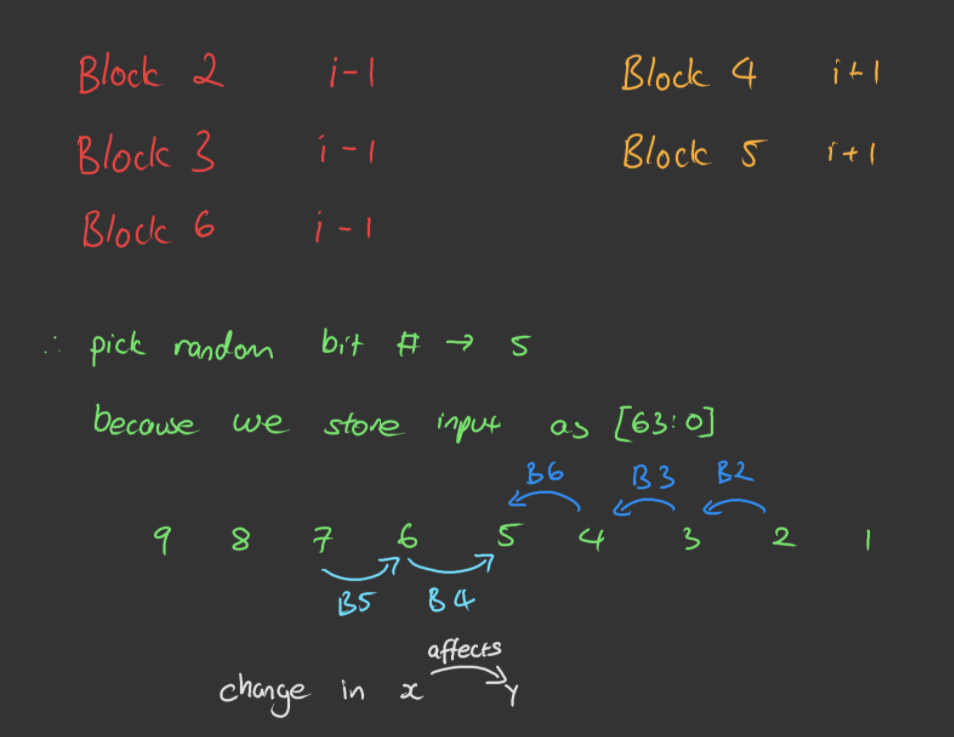 Block 2 i-1 Block 4 i+1
Block 3 i-1 Block 5 i+1
Block 6 i-1
∴ pick random bit # → 5
because we store input as [63:0]
B6 B3 B2
9 8 7 6 5 4 3 2 1
B5 B4
affects
change in x y